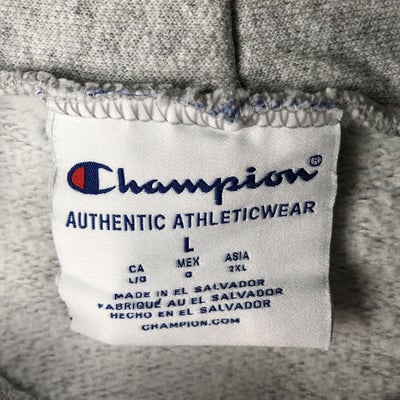 Champion®
AUTHENTIC ATHLETICWEAR
L
CA MEX ASIA
L/G G 2XL
MADE IN EL SALVADOR
FABRIQUÉ AU EL SALVADOR
HECHO EN EL SALVADOR
CHAMPION.COM